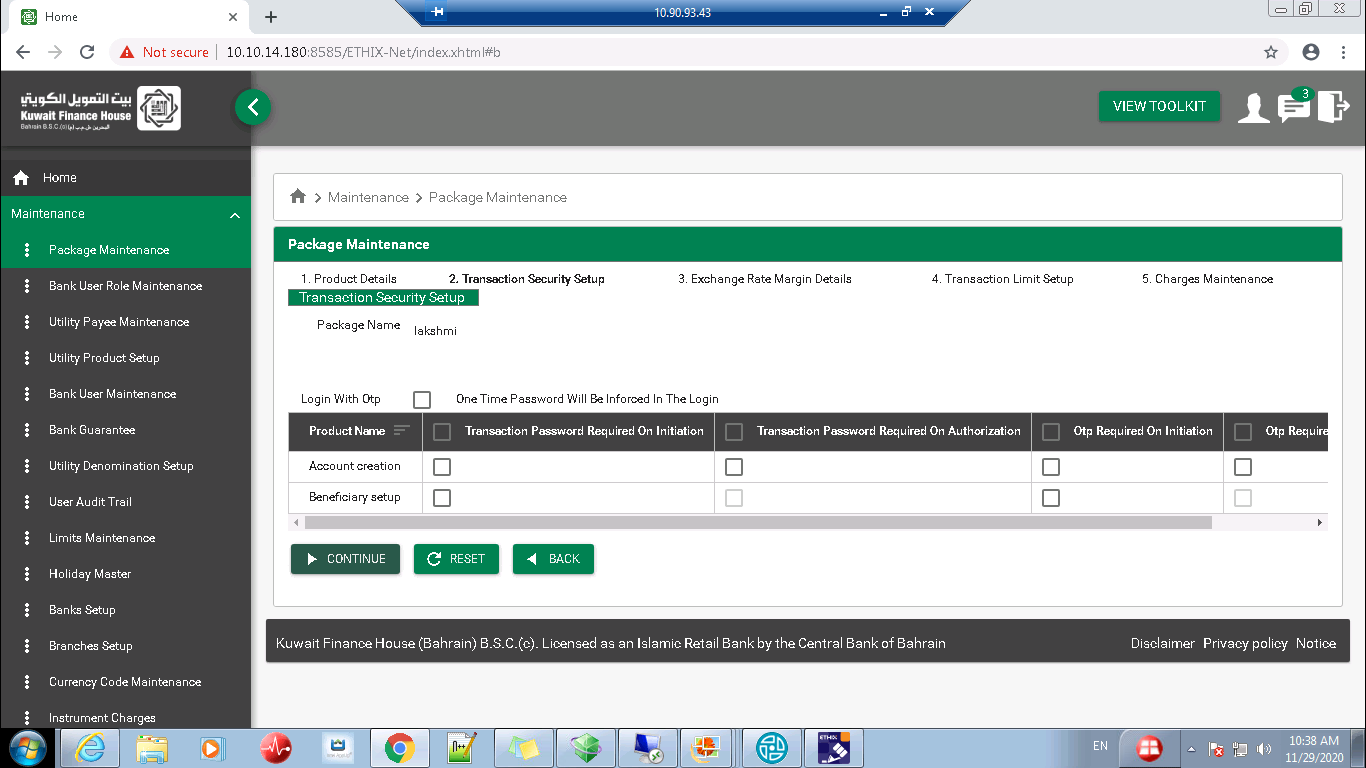 Home
10.90.93.43
Not secure 10.10.14.180:8585/ETHIX-Net/index.xhtml#b
بيت التمويل الكويتي
Kuwait Finance House
Bahrain B.S.C.(c)
VIEW TOOLKIT
3
Home
Maintenance
Package Maintenance
Bank User Role Maintenance
Utility Payee Maintenance
Utility Product Setup
Bank User Maintenance
Bank Guarantee
Utility Denomination Setup
User Audit Trail
Limits Maintenance
Holiday Master
Banks Setup
Branches Setup
Currency Code Maintenance
Instrument Charges
Maintenance
Package Maintenance
Package Maintenance
1. Product Details 2. Transaction Security Setup 3. Exchange Rate Margin Details 4. Transaction Limit Setup 5. Charges Maintenance
Transaction Security Setup
Package Name lakshmi
Login With Otp One Time Password Will Be Inforced In The Login
Product Name Transaction Password Required On Initiation Transaction Password Required On Authorization Otp Required On Initiation Otp Require
Account creation
Beneficiary setup
CONTINUE RESET BACK
Kuwait Finance House (Bahrain) B.S.C.(c). Licensed as an Islamic Retail Bank by the Central Bank of Bahrain Disclaimer Privacy policy Notice
ETHIX
EN
10:38 AM
11/29/2020